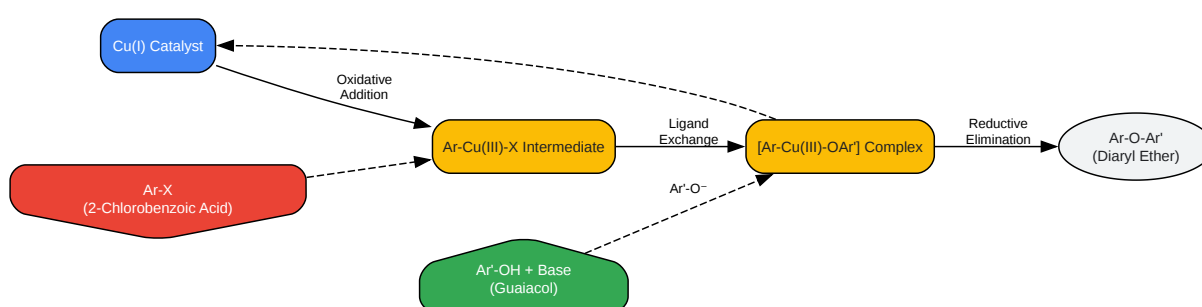 Cu(I) Catalyst
Oxidative
Addition
Ar-X
(2-Chlorobenzoic Acid)
Ar-Cu(III)-X Intermediate
Ligand
Exchange
Ar'-O⁻
Ar'-OH + Base
(Guaiacol)
[Ar-Cu(III)-OAr'] Complex
Reductive
Elimination
Ar-O-Ar'
(Diaryl Ether)